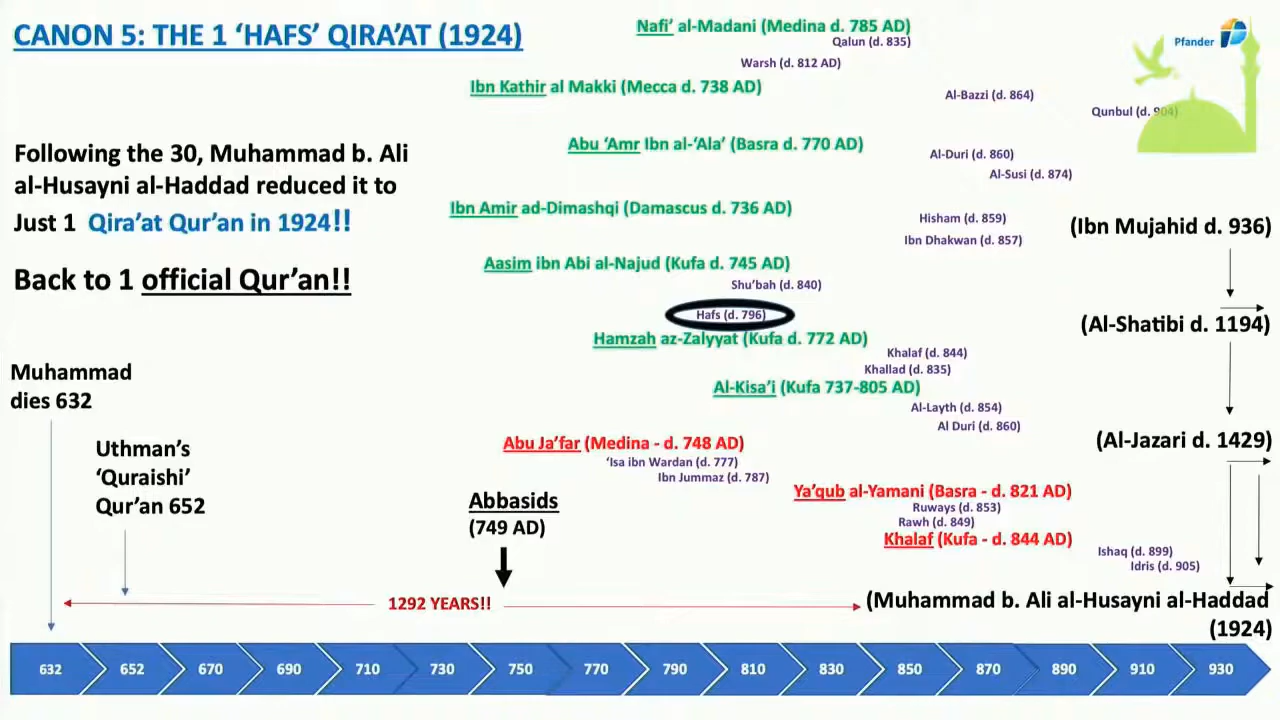 CANON 5: THE 1 ‘HAFS’ QIRA’AT (1924)
Nafi’ al-Madani (Medina d. 785 AD)
Qalun (d. 835)
Pfander
Warsh (d. 812 AD)
Ibn Kathir al Makki (Mecca d. 738 AD)
Al-Bazzi (d. 864)
Qunbul (d. 904)
Abu ‘Amr Ibn al-‘Ala’ (Basra d. 770 AD)
Al-Duri (d. 860)
Al-Susi (d. 874)
Following the 30, Muhammad b. Ali
al-Husayni al-Haddad reduced it to
Just 1 Qira’at Qur’an in 1924!!
Back to 1 official Qur’an!!
Ibn Amir ad-Dimashqi (Damascus d. 736 AD)
Hisham (d. 859)
Ibn Dhakwan (d. 857)
(Ibn Mujahid d. 936)
Aasim ibn Abi al-Najud (Kufa d. 745 AD)
Shu’bah (d. 840)
Hafs (d. 796)
(Al-Shatibi d. 1194)
Hamzah az-Zalyyat (Kufa d. 772 AD)
Khalaf (d. 844)
Khallad (d. 835)
Al-Kisa’i (Kufa 737-805 AD)
Al-Layth (d. 854)
Al Duri (d. 860)
Muhammad
dies 632
Uthman’s
‘Quraishi’
Qur’an 652
Abu Ja’far (Medina - d. 748 AD)
‘Isa ibn Wardan (d. 777)
Ibn Jummaz (d. 787)
(Al-Jazari d. 1429)
Abbasids
(749 AD)
Ya’qub al-Yamani (Basra - d. 821 AD)
Ruways (d. 853)
Rawh (d. 849)
Khalaf (Kufa - d. 844 AD)
Ishaq (d. 899)
Idris (d. 905)
1292 YEARS!!
(Muhammad b. Ali al-Husayni al-Haddad
(1924)
632 652 670 690 710 730 750 770 790 810 830 850 870 890 910 930